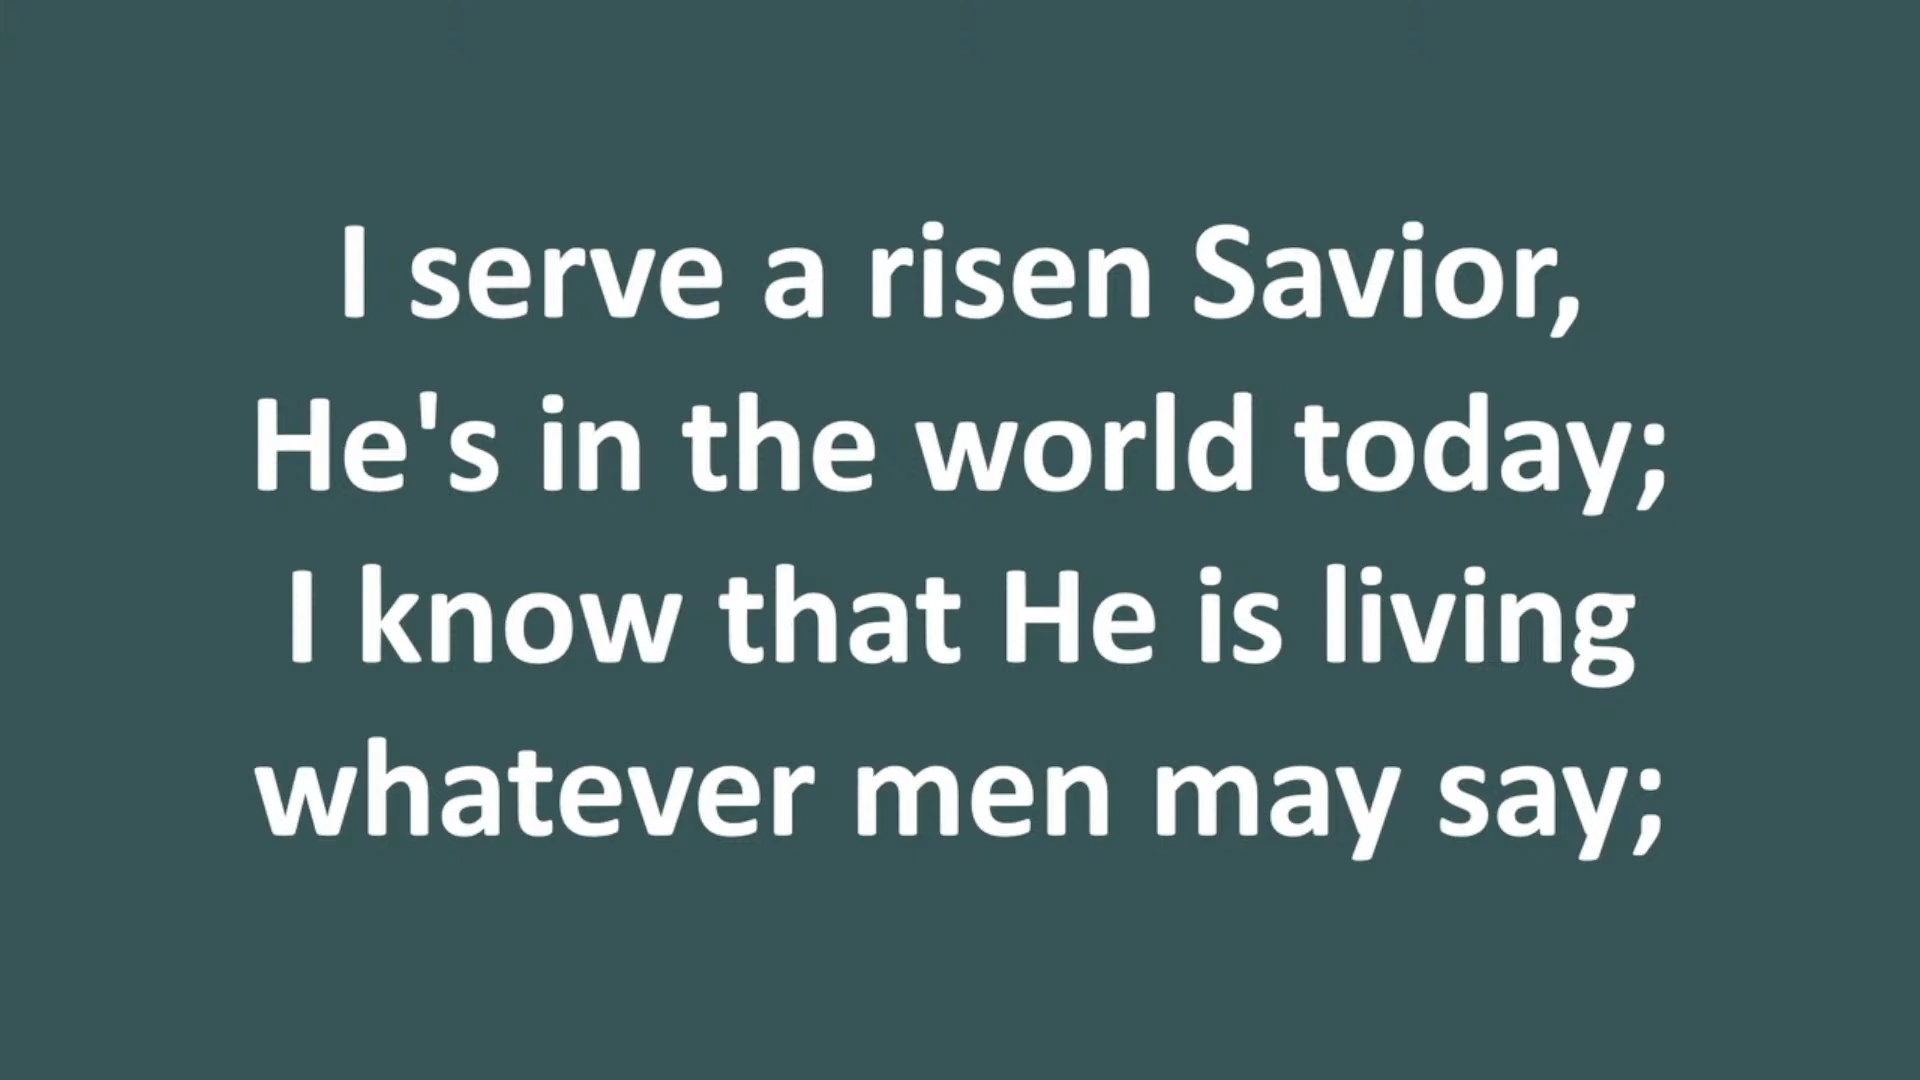 I serve a risen Savior,
He's in the world today;
I know that He is living
whatever men may say;